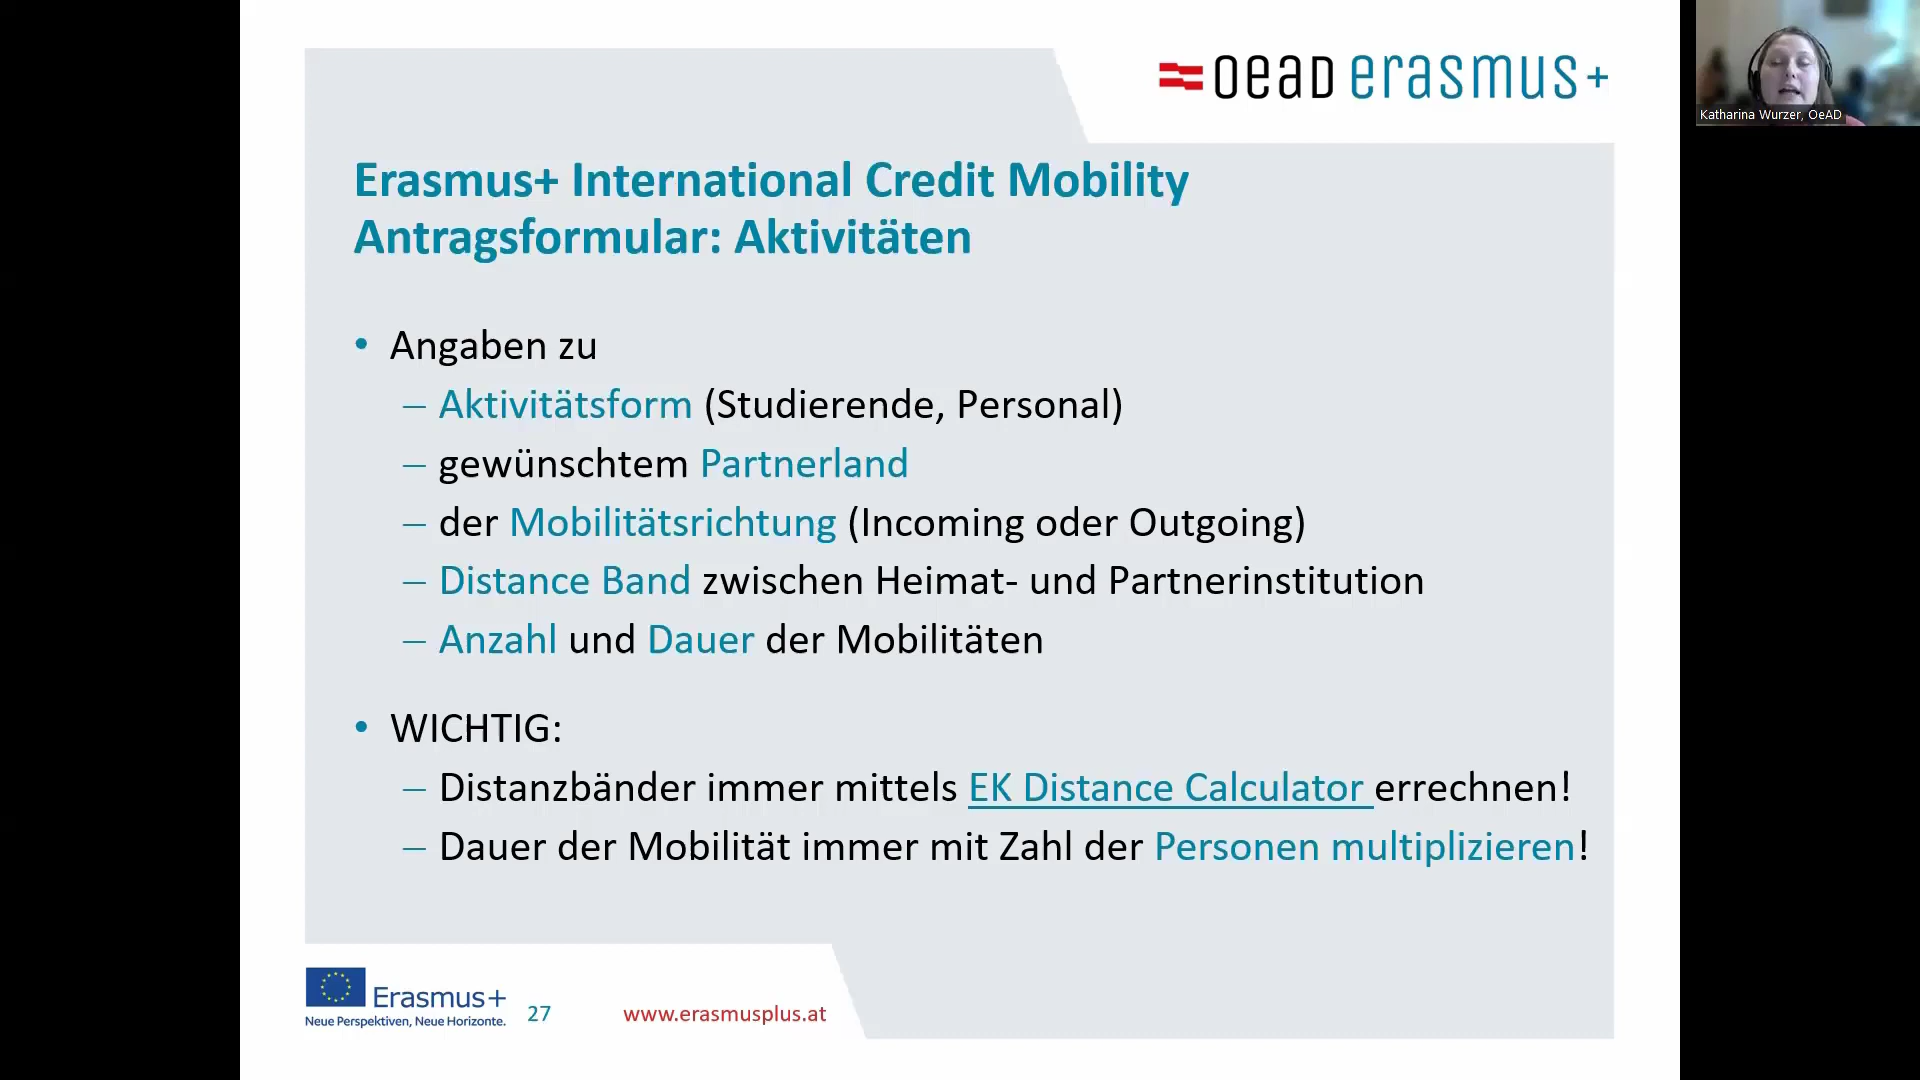 OEAD Erasmus+
Katharina Wurzer, OeAD
Erasmus+ International Credit Mobility
Antragsformular: Aktivitäten
• Angaben zu
– Aktivitätsform (Studierende, Personal)
– gewünschtem Partnerland
– der Mobilitätsrichtung (Incoming oder Outgoing)
– Distance Band zwischen Heimat- und Partnerinstitution
– Anzahl und Dauer der Mobilitäten
• WICHTIG:
– Distanzbänder immer mittels EK Distance Calculator errechnen!
– Dauer der Mobilität immer mit Zahl der Personen multiplizieren!
Erasmus+
Neue Perspektiven, Neue Horizonte.
27
www.erasmusplus.at